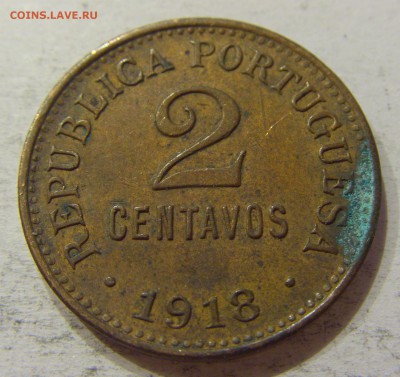 COINS.LAVE.RU
REPUBLICA PORTUGUESA
2
CENTAVOS
• 1918 •